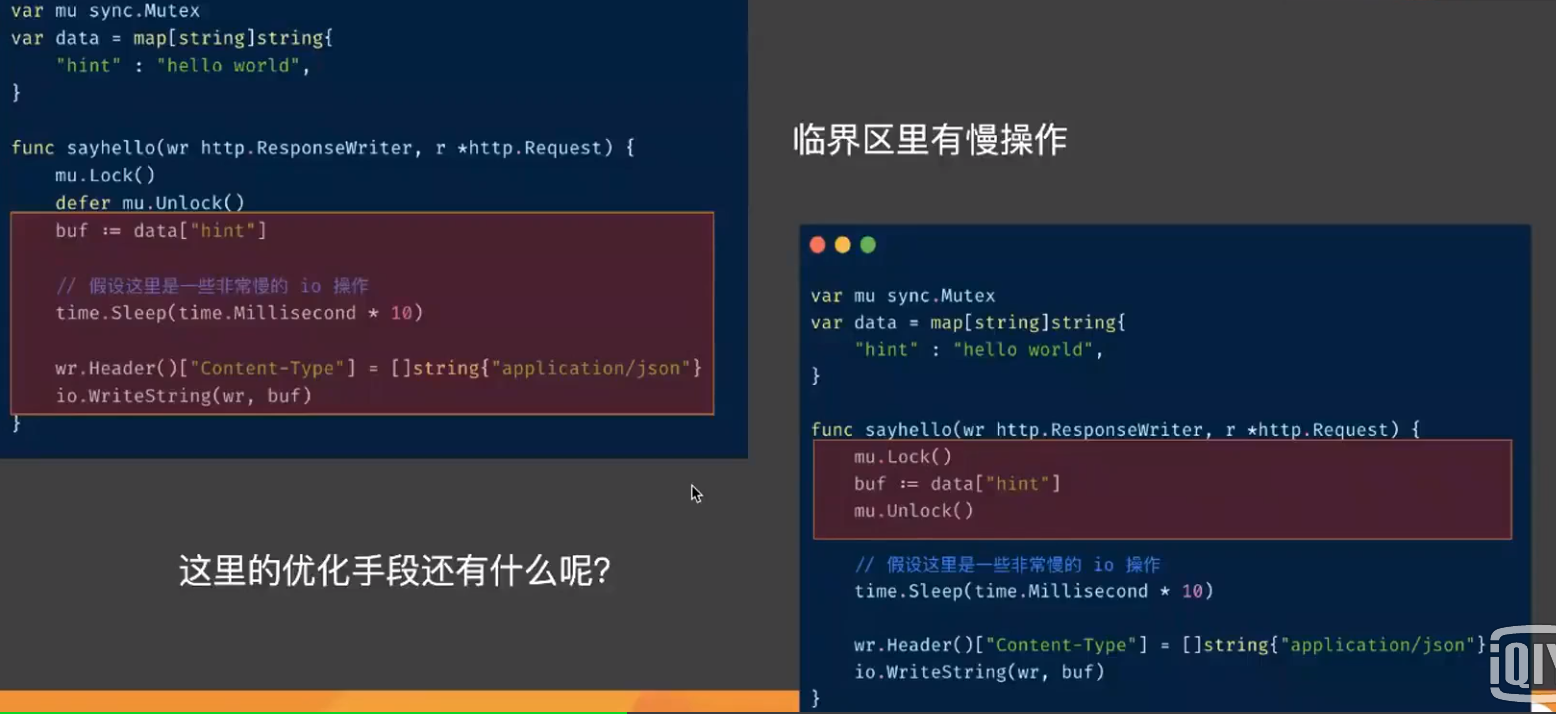 var mu sync.Mutex
var data = map[string]string{
    "hint" : "hello world",
}
func sayhello(wr http.ResponseWriter, r *http.Request) {
    mu.Lock()
    defer mu.Unlock()
    buf := data["hint"]
    // 假设这里是一些非常慢的 io 操作
    time.Sleep(time.Millisecond * 10)
    wr.Header()["Content-Type"] = []string{"application/json"}
    io.WriteString(wr, buf)
}
这里的优化手段还有什么呢?
临界区里有慢操作
var mu sync.Mutex
var data = map[string]string{
    "hint" : "hello world",
}
func sayhello(wr http.ResponseWriter, r *http.Request) {
    mu.Lock()
    buf := data["hint"]
    mu.Unlock()
    // 假设这里是一些非常慢的 io 操作
    time.Sleep(time.Millisecond * 10)
    wr.Header()["Content-Type"] = []string{"application/json"}
    io.WriteString(wr, buf)
}